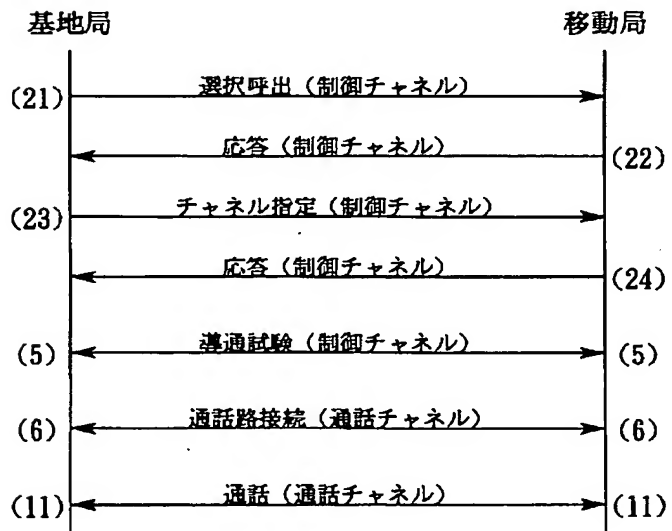 基地局 移動局
(21) 選択呼出（制御チャネル）
応答（制御チャネル） (22)
(23) チャネル指定（制御チャネル）
応答（制御チャネル） (24)
(5) 導通試験（制御チャネル） (5)
(6) 通話路接続（通話チャネル） (6)
(11) 通話（通話チャネル） (11)